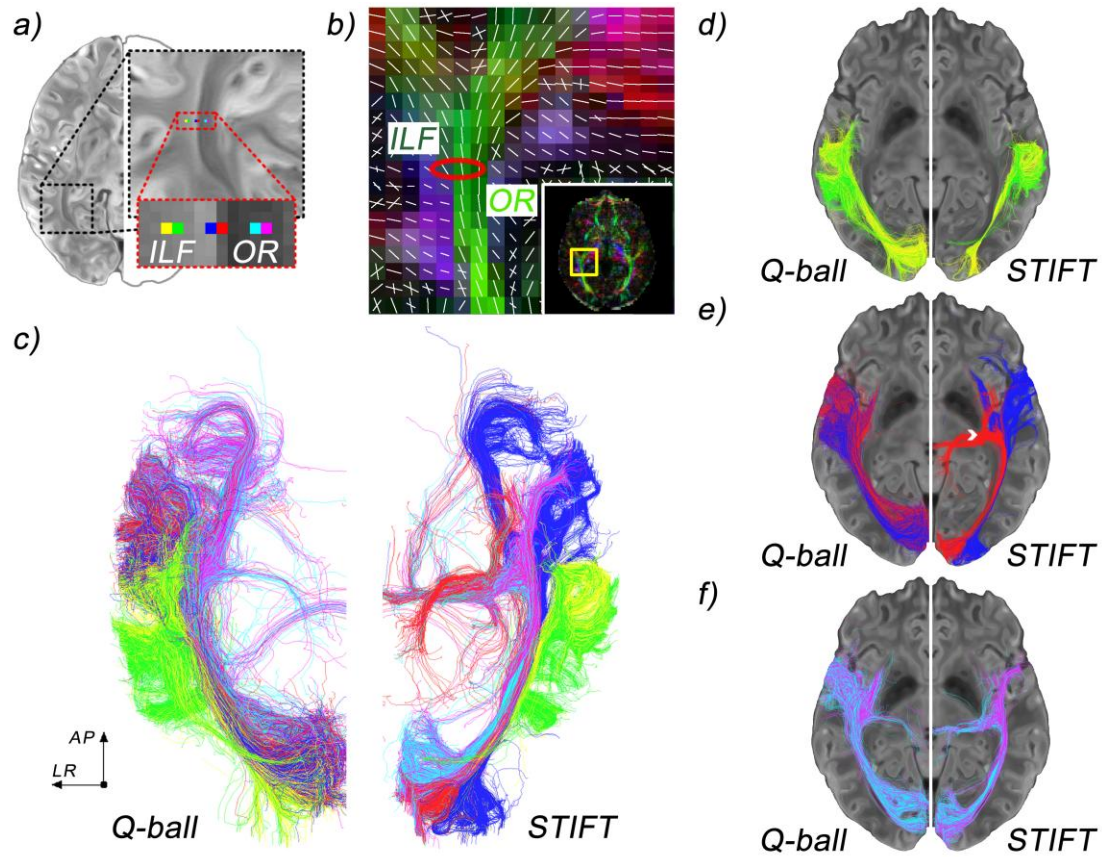 a)
ILF OR
b)
ILF
OR
c)
AP
LR
Q-ball STIFT
d)
Q-ball STIFT
e)
Q-ball STIFT
f)
Q-ball STIFT